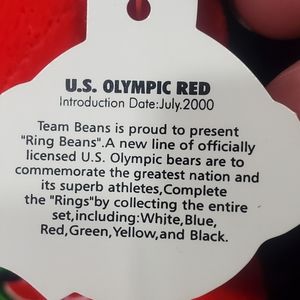 U.S. OLYMPIC RED
Introduction Date:July.2000
Team Beans is proud to present
"Ring Beans".A new line of officially
licensed U.S. Olympic bears are to
commemorate the greatest nation and
its superb athletes,Complete
the "Rings"by collecting the entire
set,including:White,Blue,
Red,Green,Yellow,and Black.